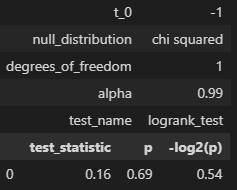 t_0 -1
null_distribution chi squared
degrees_of_freedom 1
alpha 0.99
test_name logrank_test
test_statistic p -log2(p)
0 0.16 0.69 0.54